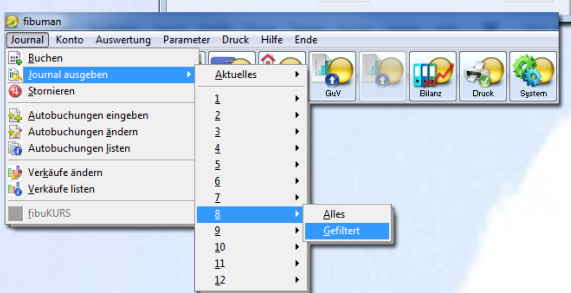 fibuman
Journal Konto Auswertung Parameter Druck Hilfe Ende
Buchen
Journal ausgeben
Stornieren
Autobuchungen eingeben
Autobuchungen ändern
Autobuchungen listen
Verkäufe ändern
Verkäufe listen
fibuKURS
Aktuelles
1
2
3
4
5
6
7
8
9
10
11
12
Alles
Gefiltert
GuV
Bilanz
Druck
System